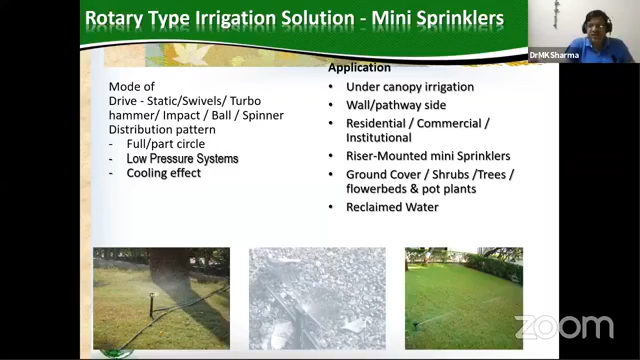 Rotary Type Irrigation Solution - Mini Sprinklers
DrMK Sharma
Mode of
Drive - Static/Swivels/ Turbo
hammer/ Impact / Ball / Spinner
Distribution pattern
- Full/part circle
- Low Pressure Systems
- Cooling effect
Application
• Under canopy irrigation
• Wall/pathway side
• Residential / Commercial /
Institutional
• Riser-Mounted mini Sprinklers
• Ground Cover / Shrubs /Trees /
flowerbeds & pot plants
• Reclaimed Water
zoom